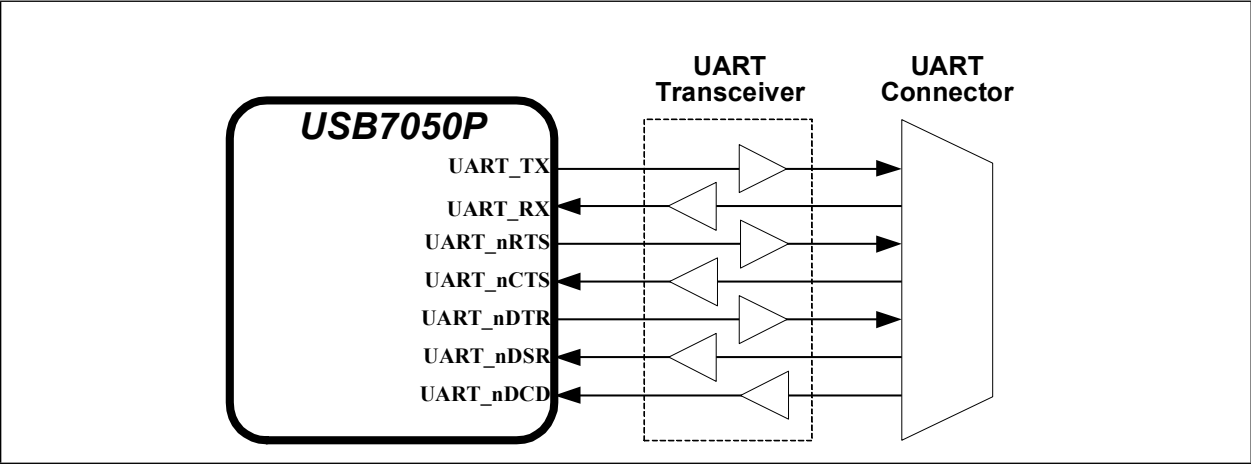 UART
Transceiver
UART
Connector
USB7050P
UART_TX
UART_RX
UART_nRTS
UART_nCTS
UART_nDTR
UART_nDSR
UART_nDCD